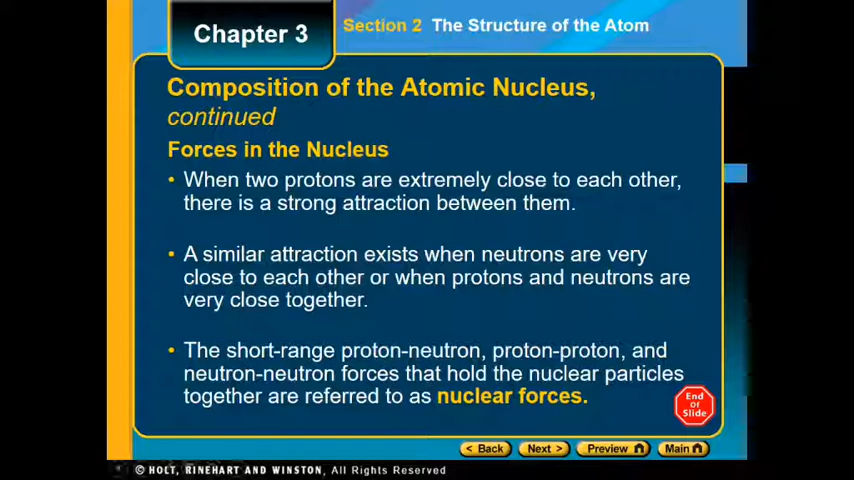 Chapter 3
Section 2 The Structure of the Atom
Composition of the Atomic Nucleus,
continued
Forces in the Nucleus
• When two protons are extremely close to each other,
there is a strong attraction between them.
• A similar attraction exists when neutrons are very
close to each other or when protons and neutrons are
very close together.
• The short-range proton-neutron, proton-proton, and
neutron-neutron forces that hold the nuclear particles
together are referred to as nuclear forces.
End
Of
Slide
< Back
Next >
Preview
Main
© HOLT, RINEHART AND WINSTON, All Rights Reserved